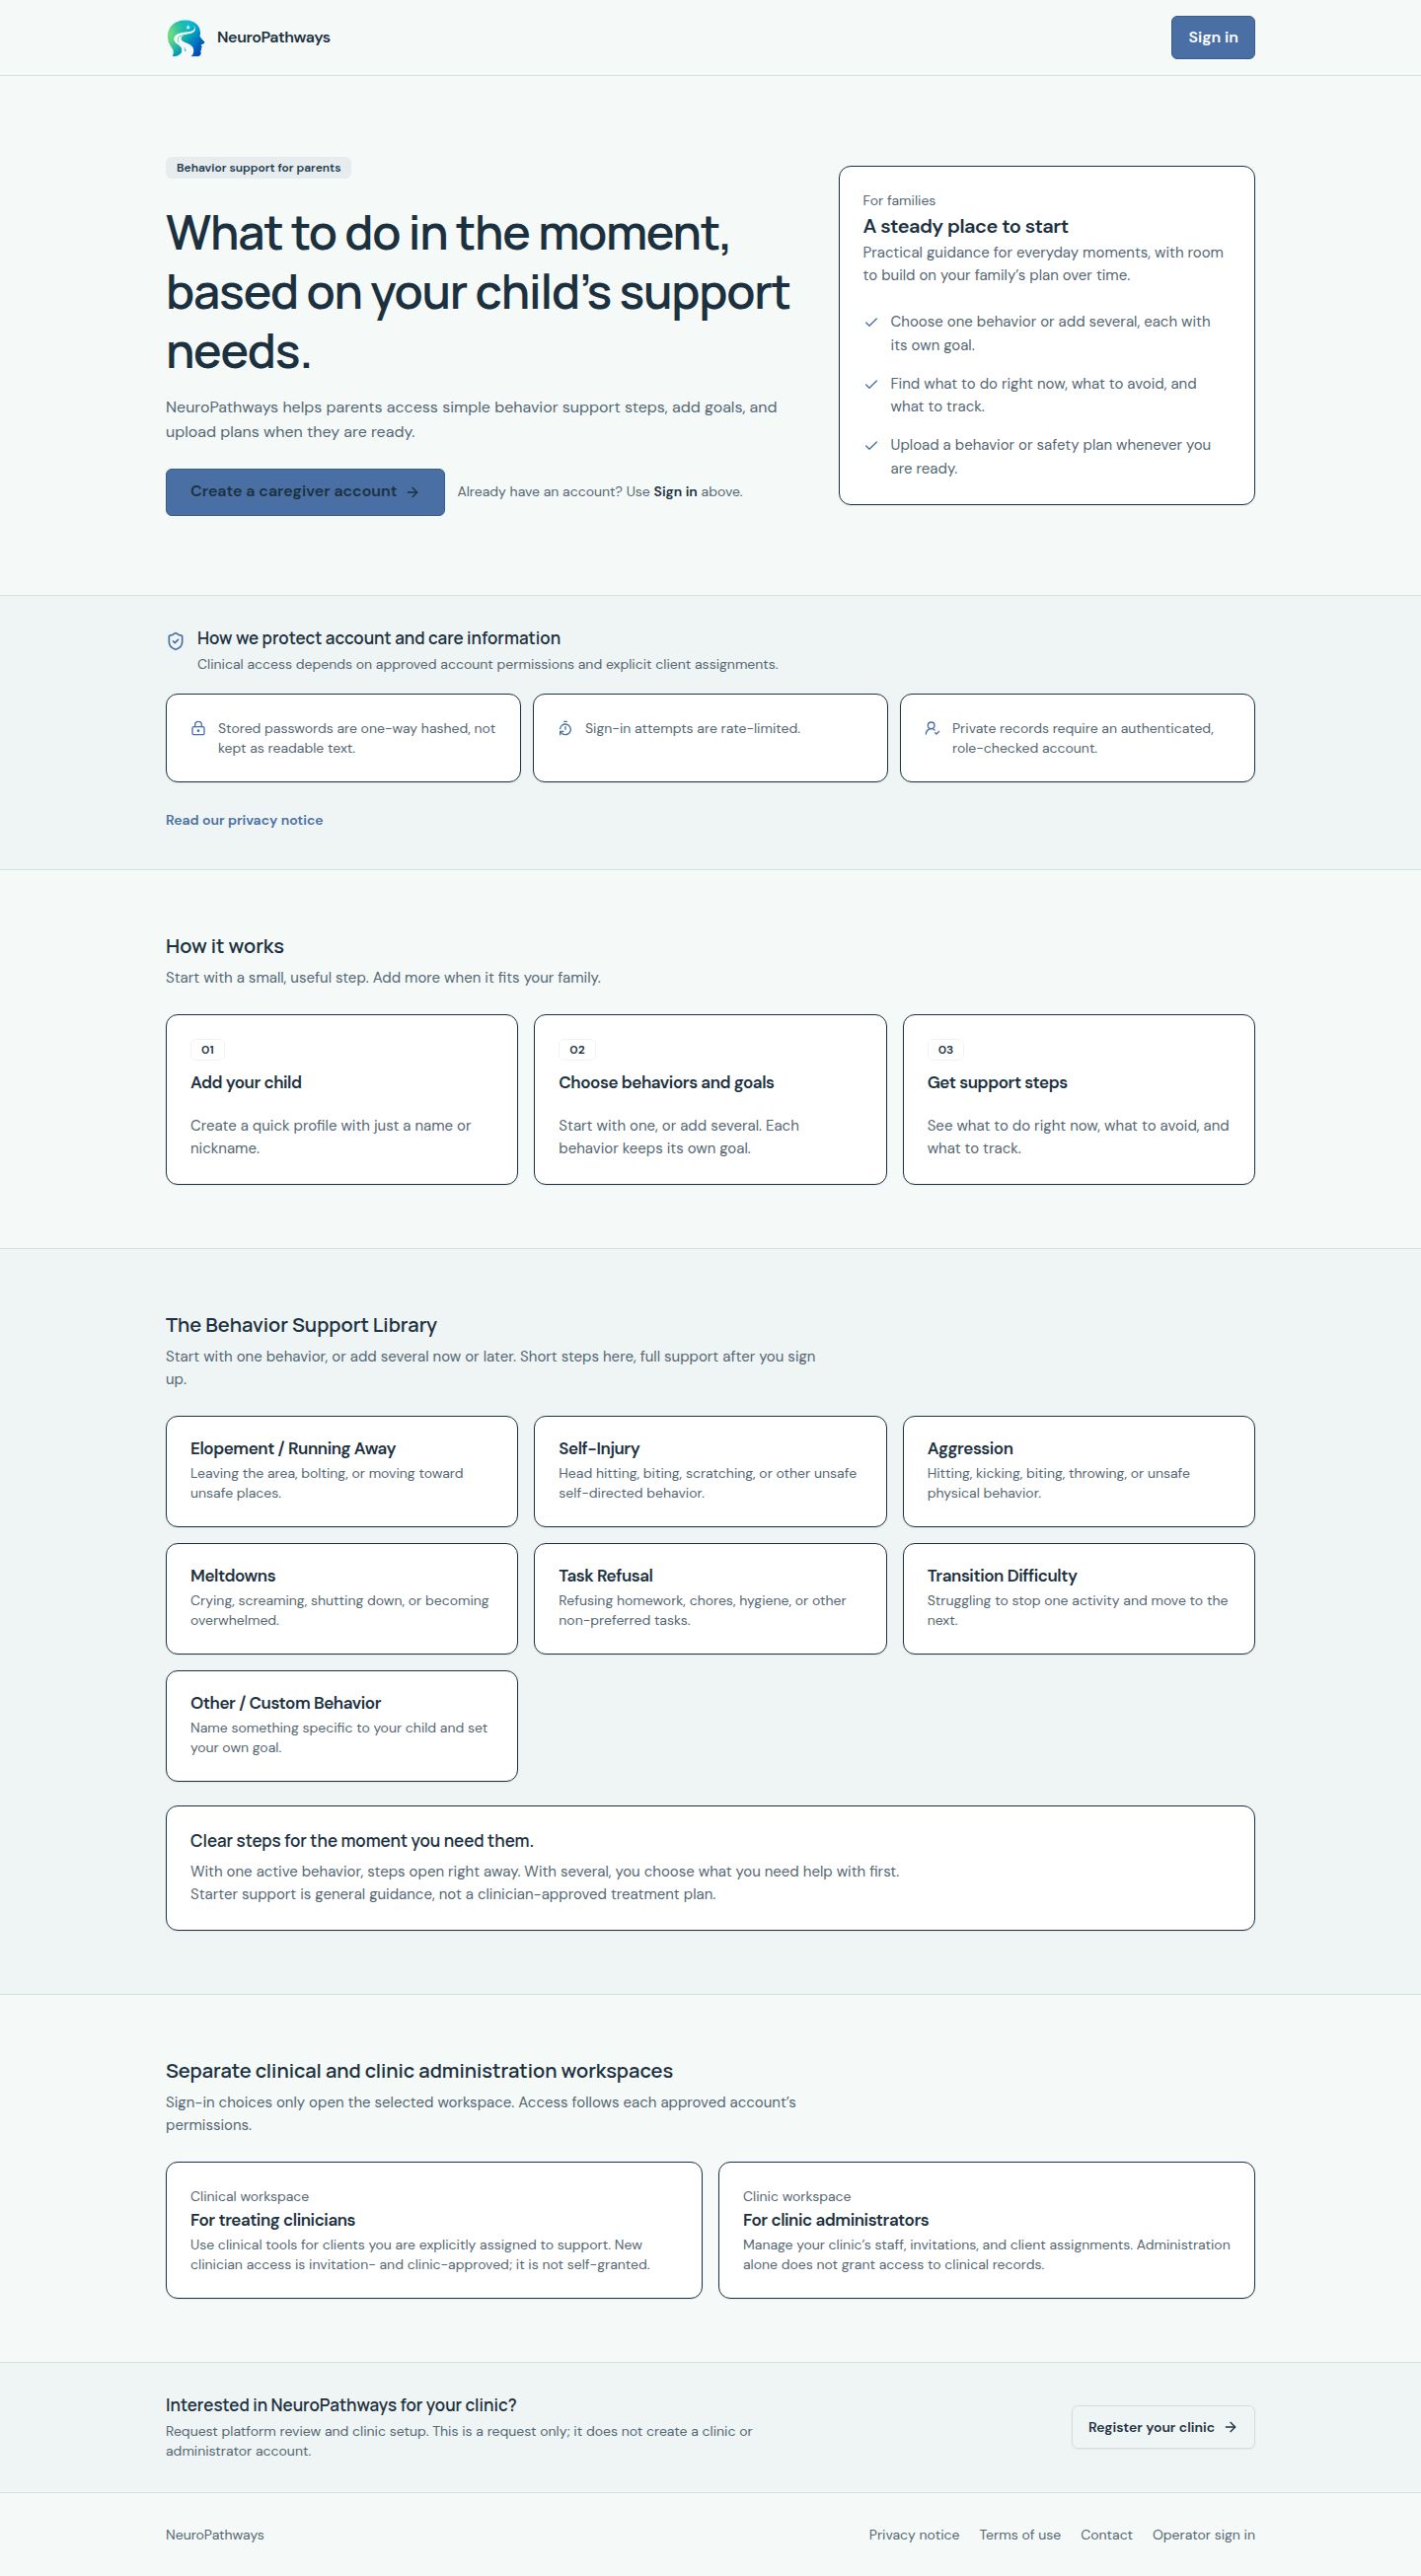 NeuroPathways
Sign in
Behavior support for parents
What to do in the moment,
based on your child’s support
needs.
NeuroPathways helps parents access simple behavior support steps, add goals, and
upload plans when they are ready.
Create a caregiver account →
Already have an account? Use Sign in above.
For families
A steady place to start
Practical guidance for everyday moments, with room
to build on your family’s plan over time.
Choose one behavior or add several, each with
its own goal.
Find what to do right now, what to avoid, and
what to track.
Upload a behavior or safety plan whenever you
are ready.
How we protect account and care information
Clinical access depends on approved account permissions and explicit client assignments.
Stored passwords are one-way hashed, not
kept as readable text.
Sign-in attempts are rate-limited.
Private records require an authenticated,
role-checked account.
Read our privacy notice
How it works
Start with a small, useful step. Add more when it fits your family.
01
Add your child
Create a quick profile with just a name or
nickname.
02
Choose behaviors and goals
Start with one, or add several. Each
behavior keeps its own goal.
03
Get support steps
See what to do right now, what to avoid, and
what to track.
The Behavior Support Library
Start with one behavior, or add several now or later. Short steps here, full support after you sign
up.
Elopement / Running Away
Leaving the area, bolting, or moving toward
unsafe places.
Self-Injury
Head hitting, biting, scratching, or other unsafe
self-directed behavior.
Aggression
Hitting, kicking, biting, throwing, or unsafe
physical behavior.
Meltdowns
Crying, screaming, shutting down, or becoming
overwhelmed.
Task Refusal
Refusing homework, chores, hygiene, or other
non-preferred tasks.
Transition Difficulty
Struggling to stop one activity and move to the
next.
Other / Custom Behavior
Name something specific to your child and set
your own goal.
Clear steps for the moment you need them.
With one active behavior, steps open right away. With several, you choose what you need help with first.
Starter support is general guidance, not a clinician-approved treatment plan.
Separate clinical and clinic administration workspaces
Sign-in choices only open the selected workspace. Access follows each approved account’s
permissions.
Clinical workspace
For treating clinicians
Use clinical tools for clients you are explicitly assigned to support. New
clinician access is invitation- and clinic-approved; it is not self-granted.
Clinic workspace
For clinic administrators
Manage your clinic’s staff, invitations, and client assignments. Administration
alone does not grant access to clinical records.
Interested in NeuroPathways for your clinic?
Request platform review and clinic setup. This is a request only; it does not create a clinic or
administrator account.
Register your clinic →
NeuroPathways
Privacy notice
Terms of use
Contact
Operator sign in